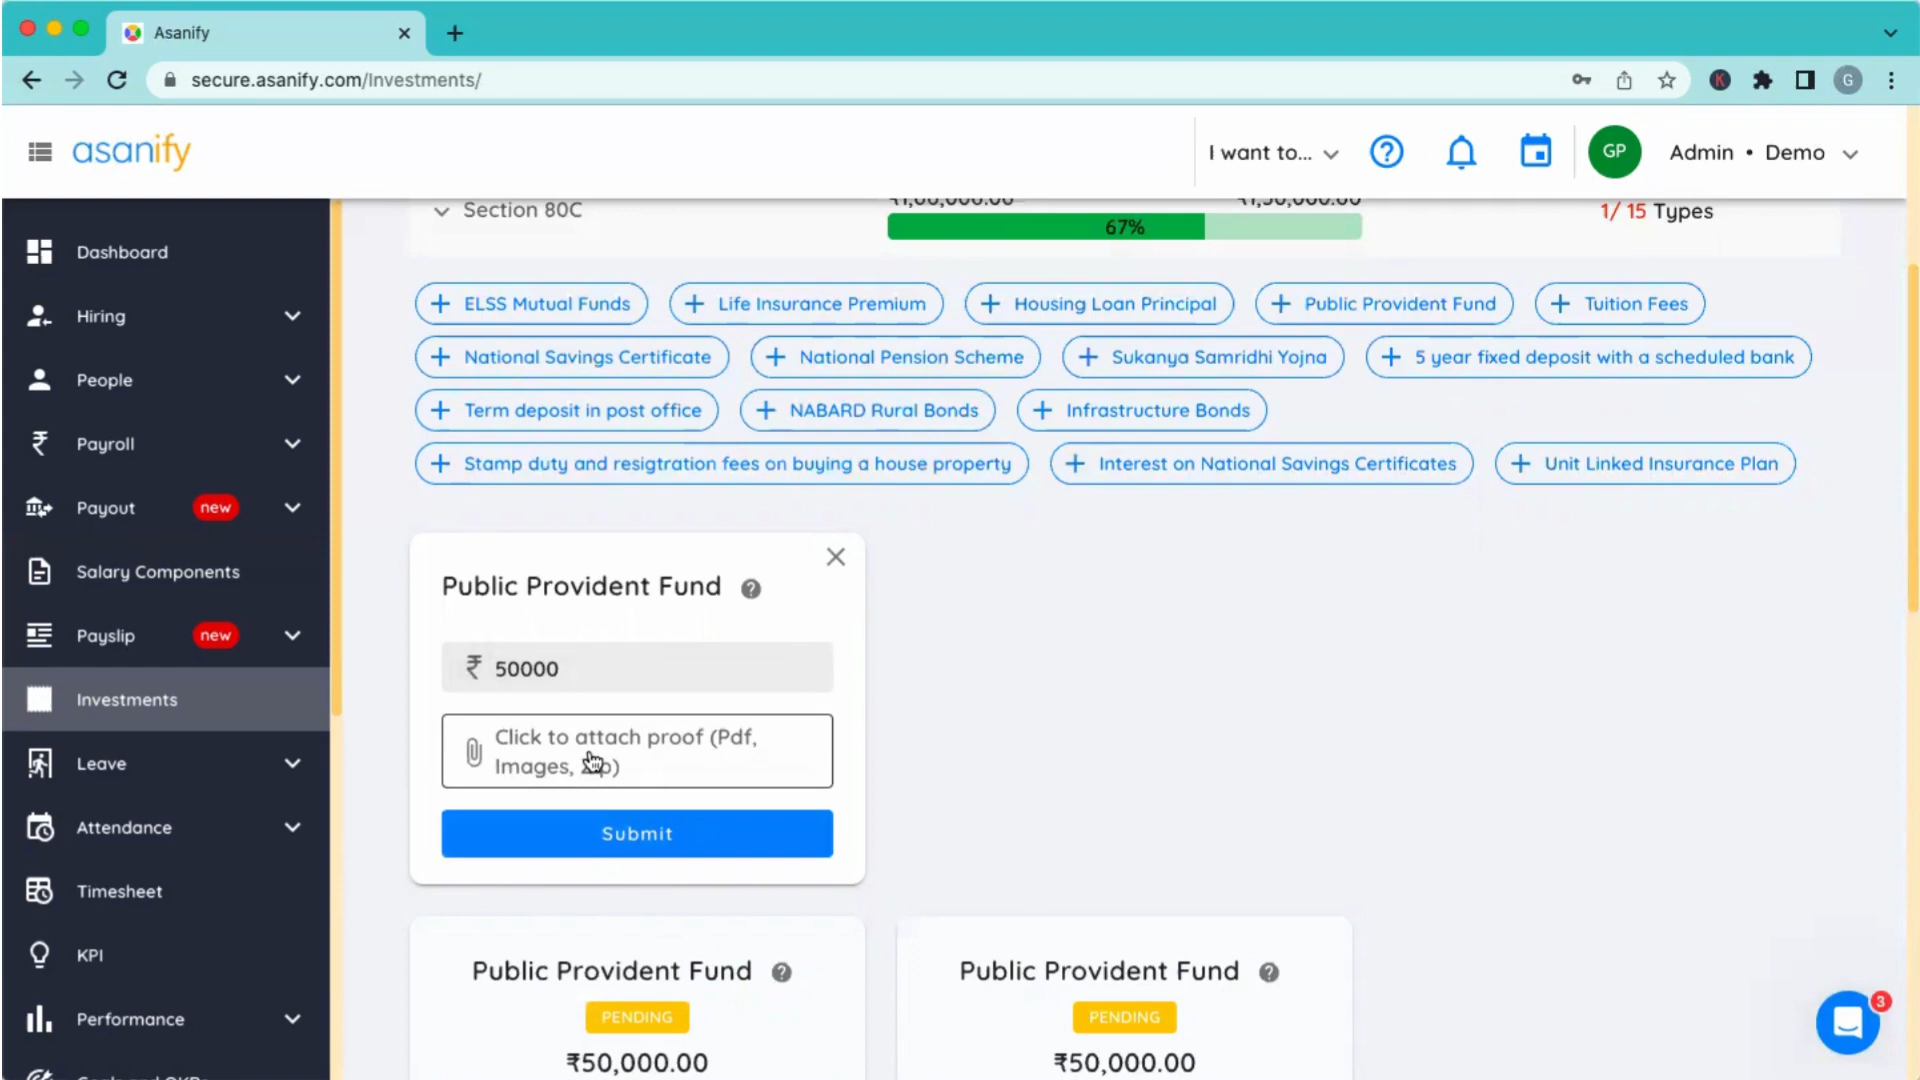 Asanify
secure.asanify.com/Investments/
G
asanify
I want to...
GP
Admin • Demo
Dashboard
Hiring
People
Payroll
Payout new
Salary Components
Payslip new
Investments
Leave
Attendance
Timesheet
KPI
Performance
Goals and OKRs
Section 80C
67%
1/ 15 Types
ELSS Mutual Funds
Life Insurance Premium
Housing Loan Principal
Public Provident Fund
Tuition Fees
National Savings Certificate
National Pension Scheme
Sukanya Samridhi Yojna
5 year fixed deposit with a scheduled bank
Term deposit in post office
NABARD Rural Bonds
Infrastructure Bonds
Stamp duty and resigtration fees on buying a house property
Interest on National Savings Certificates
Unit Linked Insurance Plan
Public Provident Fund
₹ 50000
Click to attach proof (Pdf,
Images, Zip)
Submit
Public Provident Fund
PENDING
₹50,000.00
Public Provident Fund
PENDING
₹50,000.00
3